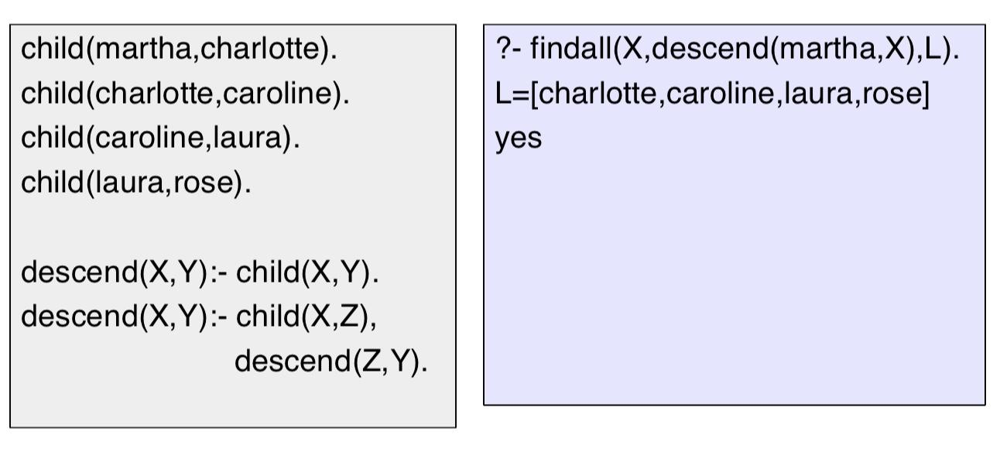 child(martha,charlotte).
child(charlotte,caroline).
child(caroline,laura).
child(laura,rose).
descend(X,Y):- child(X,Y).
descend(X,Y):- child(X,Z),
descend(Z,Y).
?- findall(X,descend(martha,X),L).
L=[charlotte,caroline,laura,rose]
yes